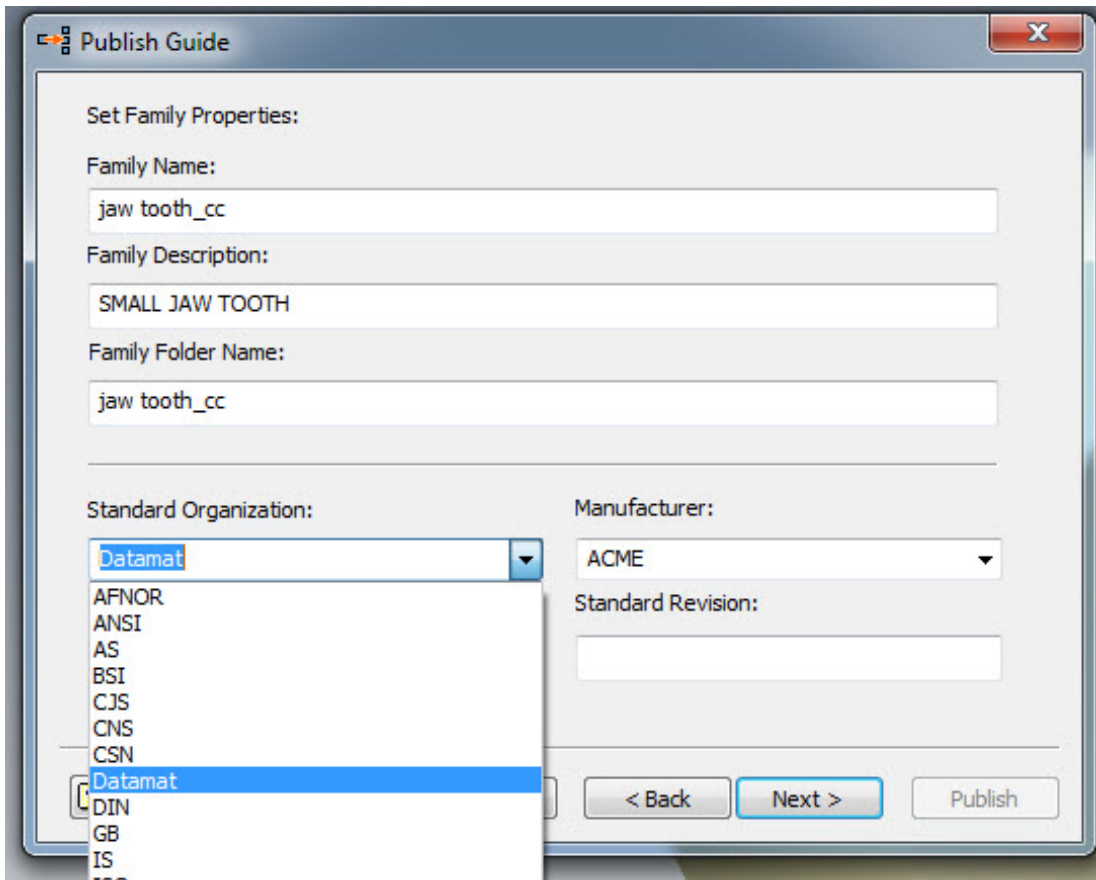 Publish Guide
Set Family Properties:
Family Name:
jaw tooth_cc
Family Description:
SMALL JAW TOOTH
Family Folder Name:
jaw tooth_cc
Standard Organization:
Manufacturer:
Datamat
ACME
Standard Revision:
AFNOR
ANSI
AS
BSI
CJS
CNS
CSN
Datamat
DIN
GB
IS
< Back
Next >
Publish